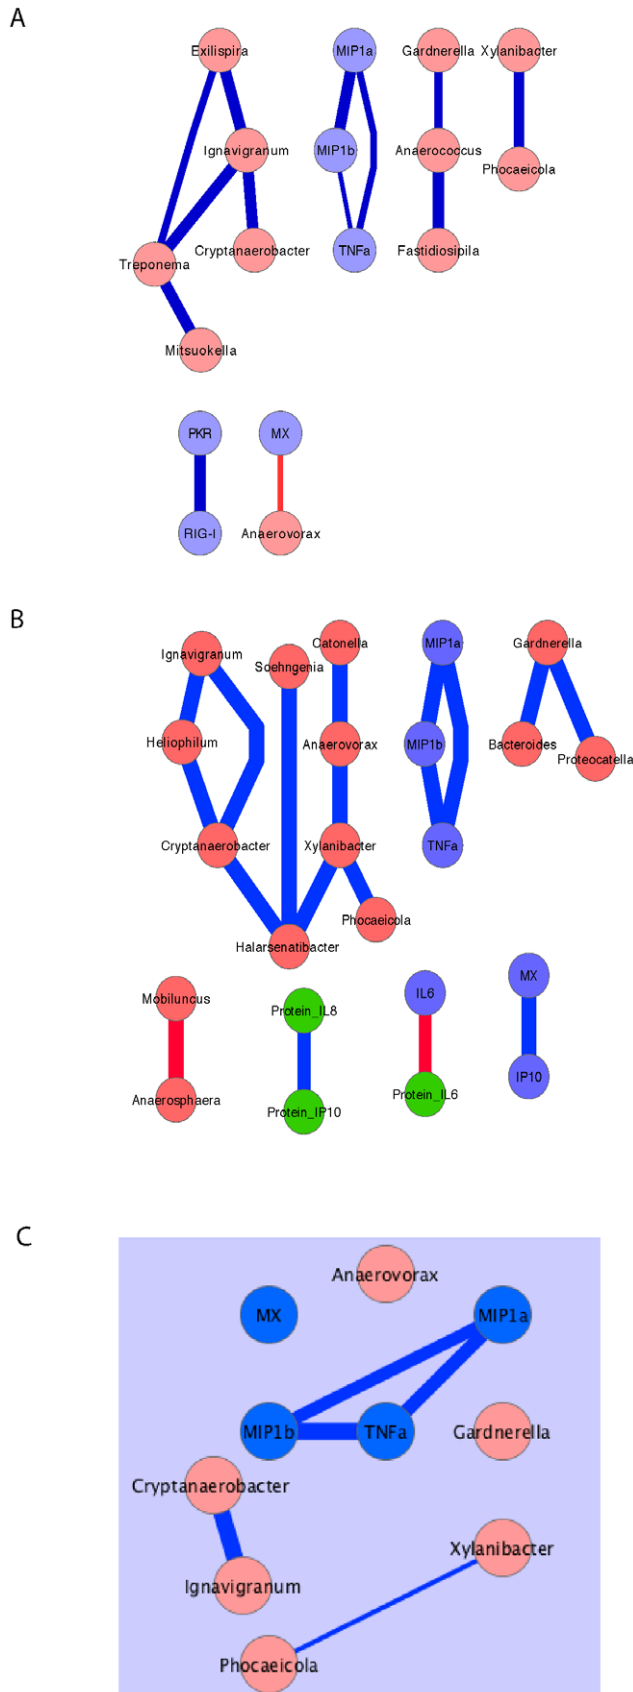 A
Exilispira
MIP1a
Gardnerella
Xylanibacter
Ignavigranum
MIP1b
Anaerococcus
Phocaeicola
Treponema
Cryptanaerobacter
TNFa
Fastidiosipila
Mitsuokella
PKR
MX
RIG-I
Anaerovorax
B
Ignavigranum
Soehngenia
Catonella
MIP1a
Gardnerella
Heliophilum
Anaerovorax
MIP1b
Bacteroides
Proteocatella
Cryptanaerobacter
Xylanibacter
TNFa
Phocaeicola
Halarsenatibacter
Mobiluncus
Protein_IL8
IL6
MX
Anaerosphaera
Protein_IP10
Protein_IL6
IP10
C
Anaerovorax
MX
MIP1a
MIP1b
TNFa
Gardnerella
Cryptanaerobacter
Xylanibacter
Ignavigranum
Phocaeicola